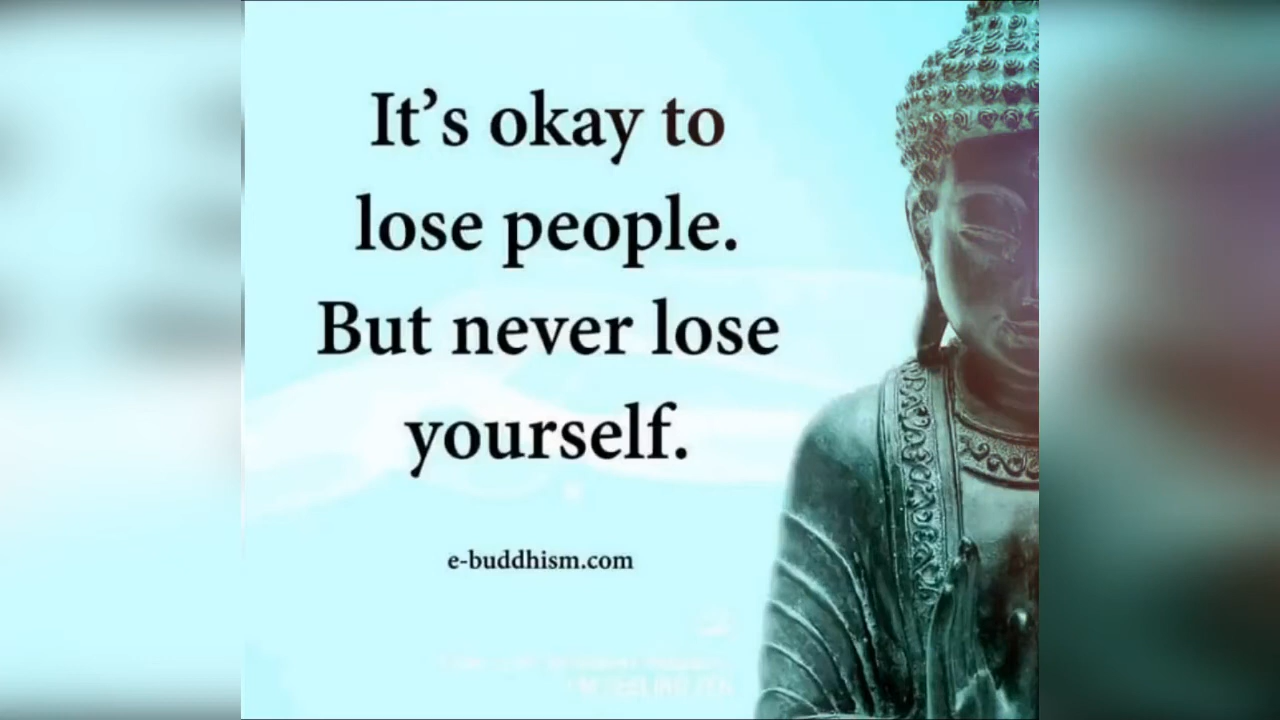 It’s okay to
lose people.
But never lose
yourself.
e-buddhism.com